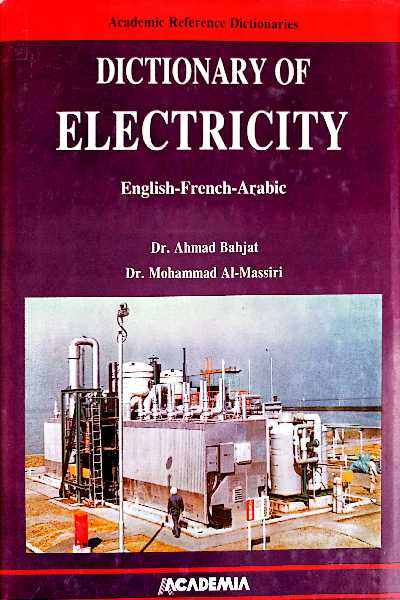 Academic Reference Dictionaries
DICTIONARY OF
ELECTRICITY
English-French-Arabic
Dr. Ahmad Bahjat
Dr. Mohammad Al-Massiri
ACADEMIA